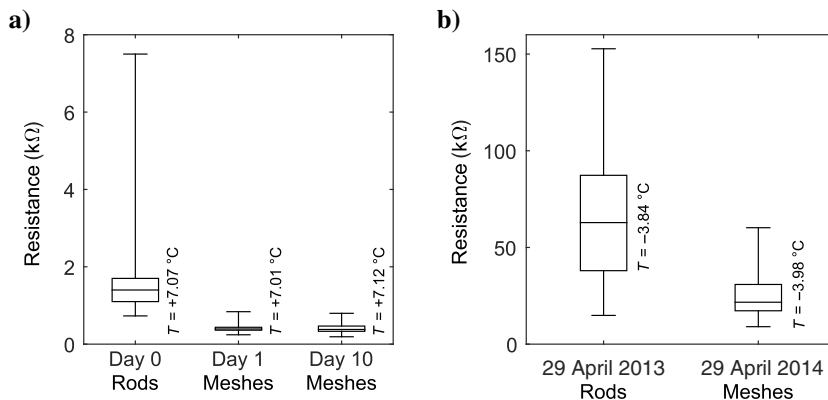 a)
Resistance (kΩ)
8
6
4
2
0
T = +7.07 °C
T = +7.01 °C
T = +7.12 °C
Day 0
Rods
Day 1
Meshes
Day 10
Meshes
b)
Resistance (kΩ)
150
100
50
0
T = −3.84 °C
T = −3.98 °C
29 April 2013
Rods
29 April 2014
Meshes